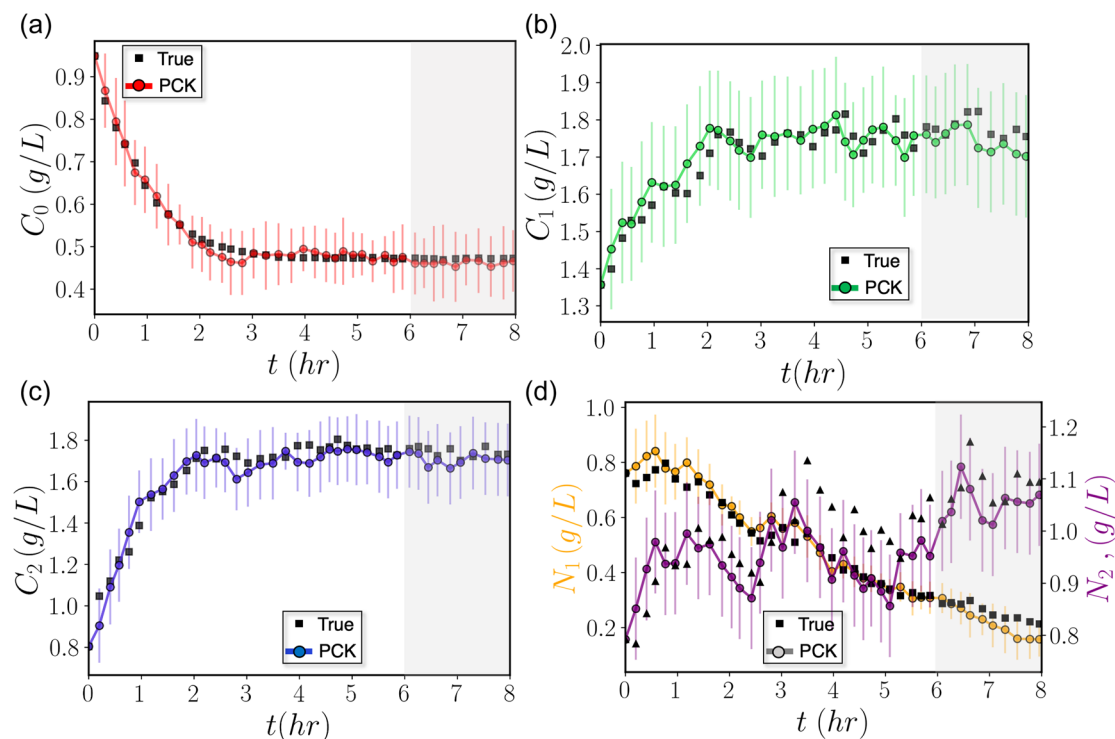 (a)
C₀ (g/L)
0.9
0.8
0.7
0.6
0.5
0.4
True
PCK
0 1 2 3 4 5 6 7 8
t (hr)
(b)
C₁ (g/L)
2.0
1.9
1.8
1.7
1.6
1.5
1.4
1.3
True
PCK
0 1 2 3 4 5 6 7 8
t(hr)
(c)
C₂ (g/L)
1.8
1.6
1.4
1.2
1.0
0.8
True
PCK
0 1 2 3 4 5 6 7 8
t(hr)
(d)
N₁ (g/L)
1.0
0.8
0.6
0.4
0.2
True
PCK
1.2
1.1
1.0
0.9
0.8
N₂ , (g/L)
0 1 2 3 4 5 6 7 8
t (hr)